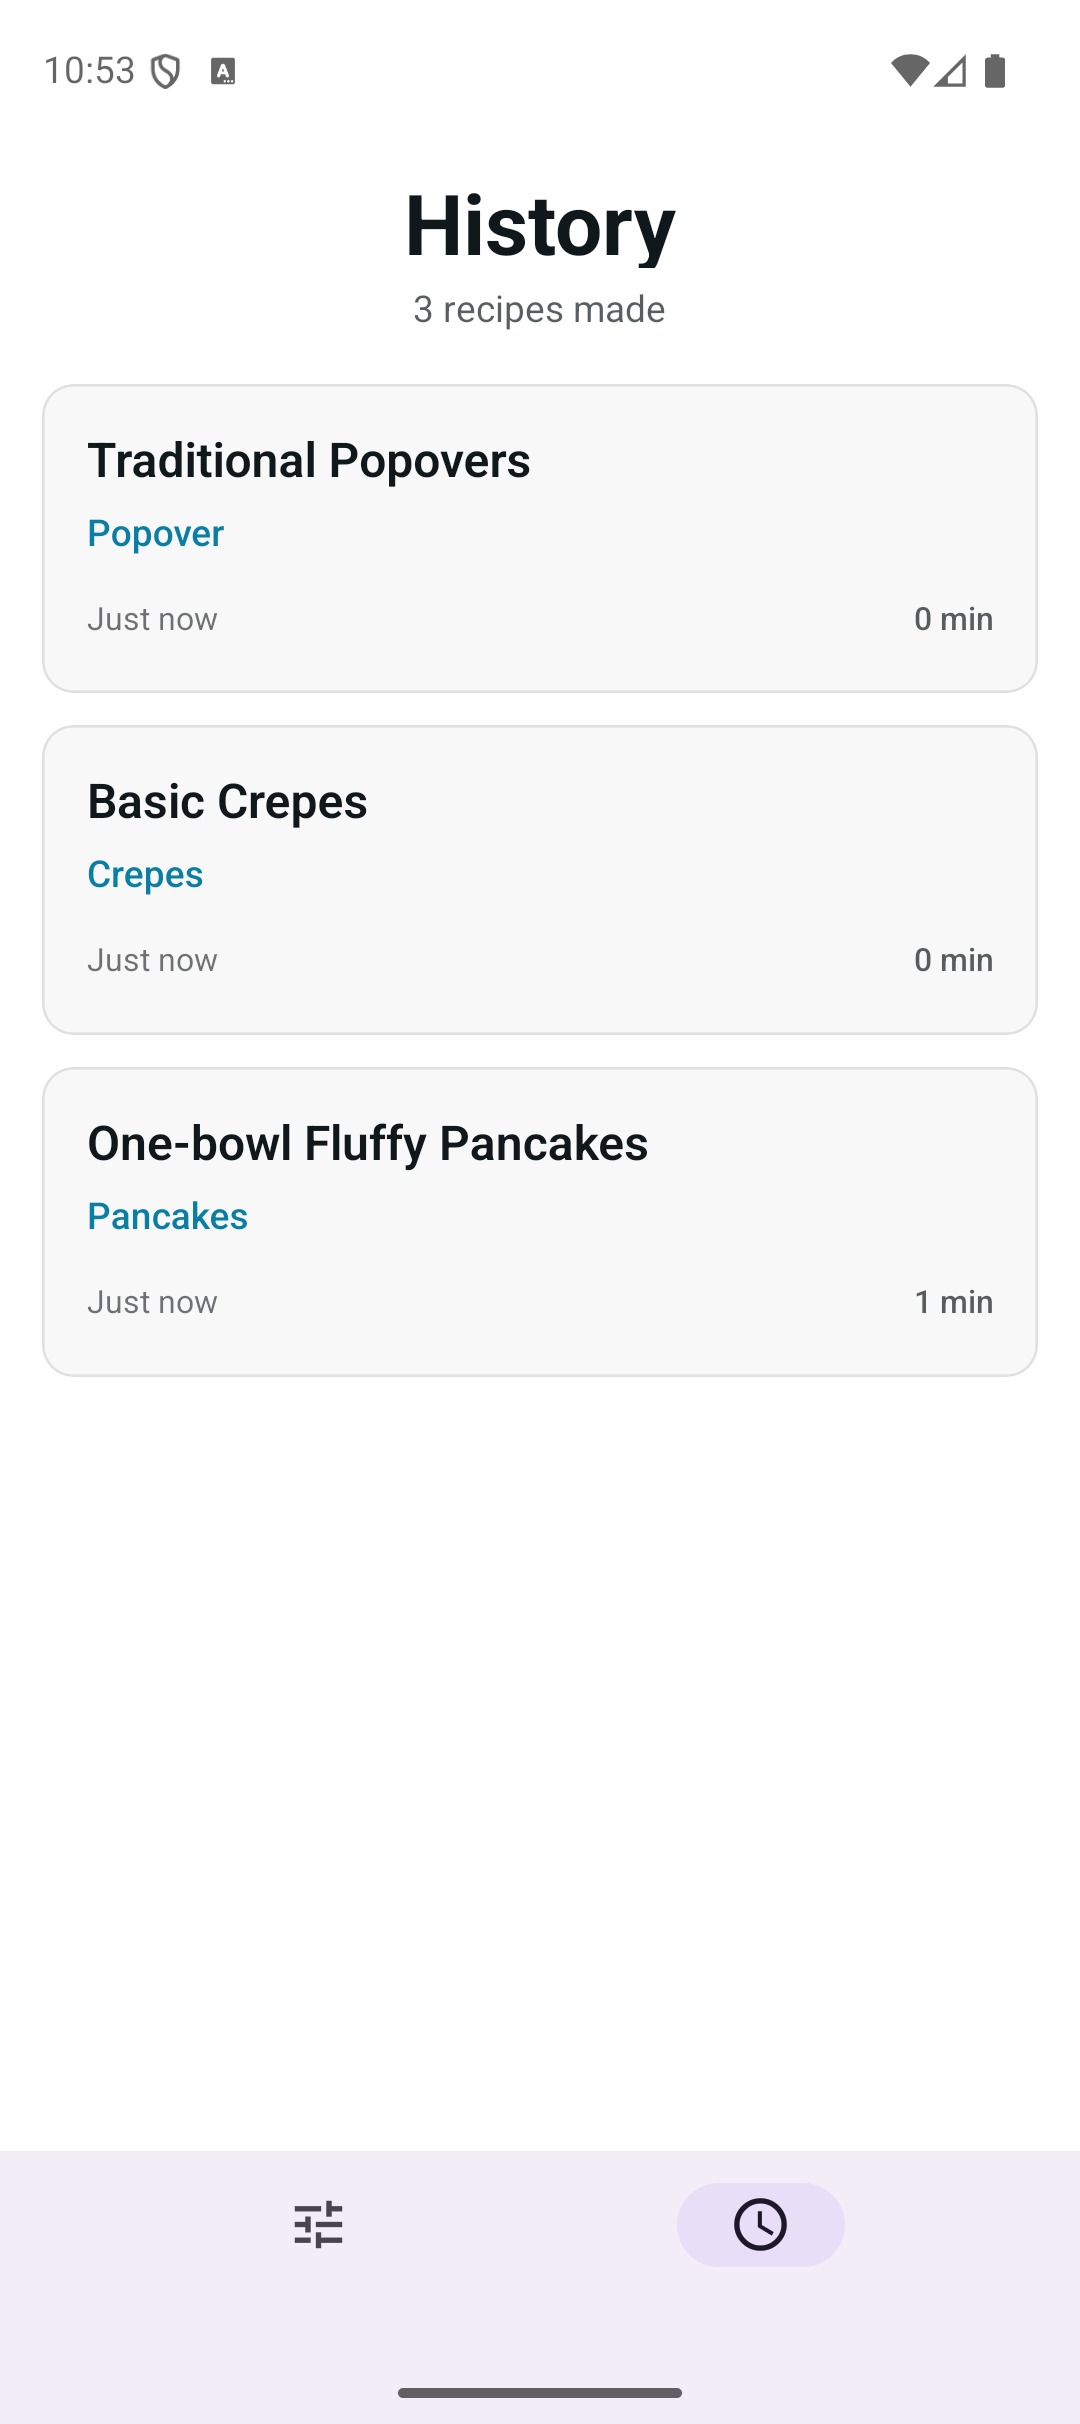 10:53
History
3 recipes made
Traditional Popovers
Popover
Just now
0 min
Basic Crepes
Crepes
Just now
0 min
One-bowl Fluffy Pancakes
Pancakes
Just now
1 min